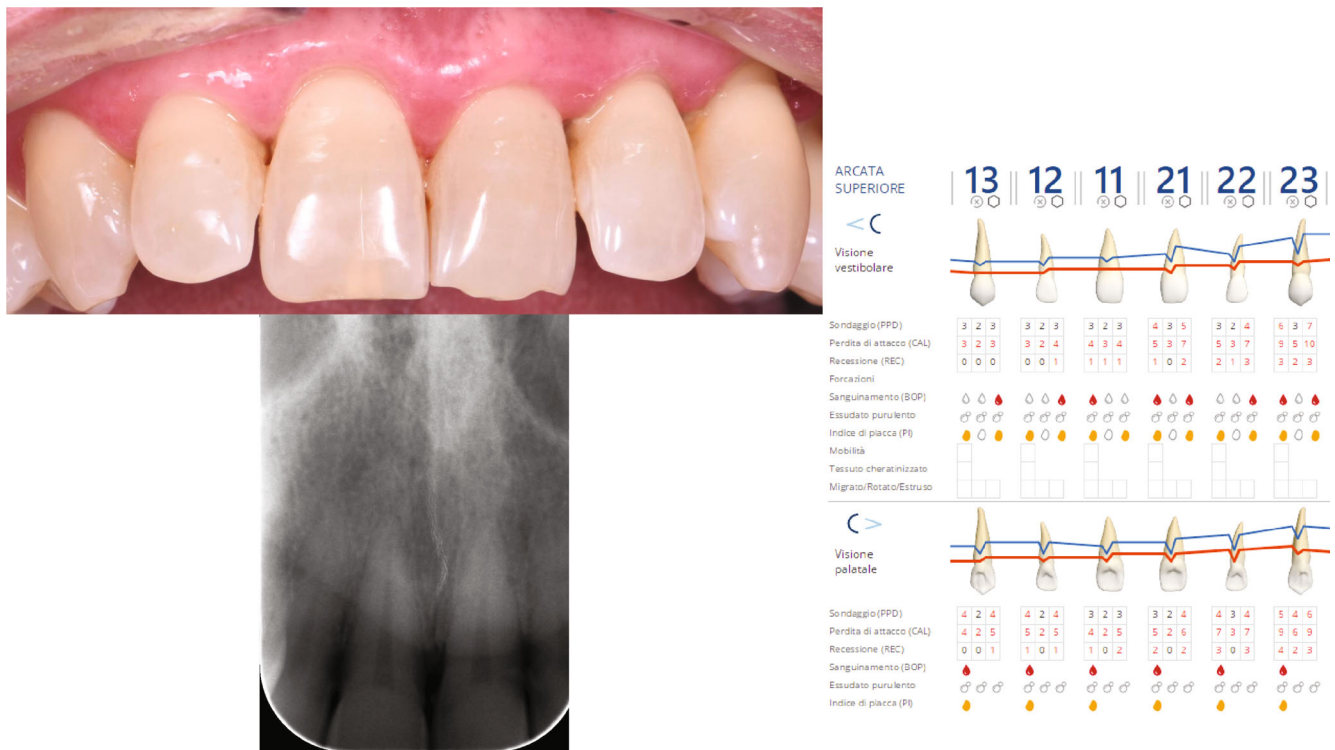 ARCATA SUPERIORE 13 12 11 21 22 23
Visione vestibolare
Sondaggio (PPD) 3 2 3 3 2 3 3 2 3 4 3 5 3 2 4 6 3 7
Perdita di attacco (CAL) 3 2 3 3 2 4 4 3 4 5 3 7 5 3 7 9 5 10
Recessione (REC) 0 0 0 0 0 1 1 1 1 1 0 2 2 1 3 3 2 3
Forcazioni
Sanguinamento (BOP)
Essudato purulento
Indice di placca (PI)
Mobilità
Tessuto cheratinizzato
Migrato/Rotato/Estruso
Visione palatale
Sondaggio (PPD) 4 2 4 4 2 4 3 2 3 3 2 4 4 3 4 5 4 6
Perdita di attacco (CAL) 4 2 5 5 2 5 4 2 5 5 2 6 7 3 7 9 6 9
Recessione (REC) 0 0 1 1 0 1 1 0 2 2 0 2 3 0 3 4 2 3
Sanguinamento (BOP)
Essudato purulento
Indice di placca (PI)